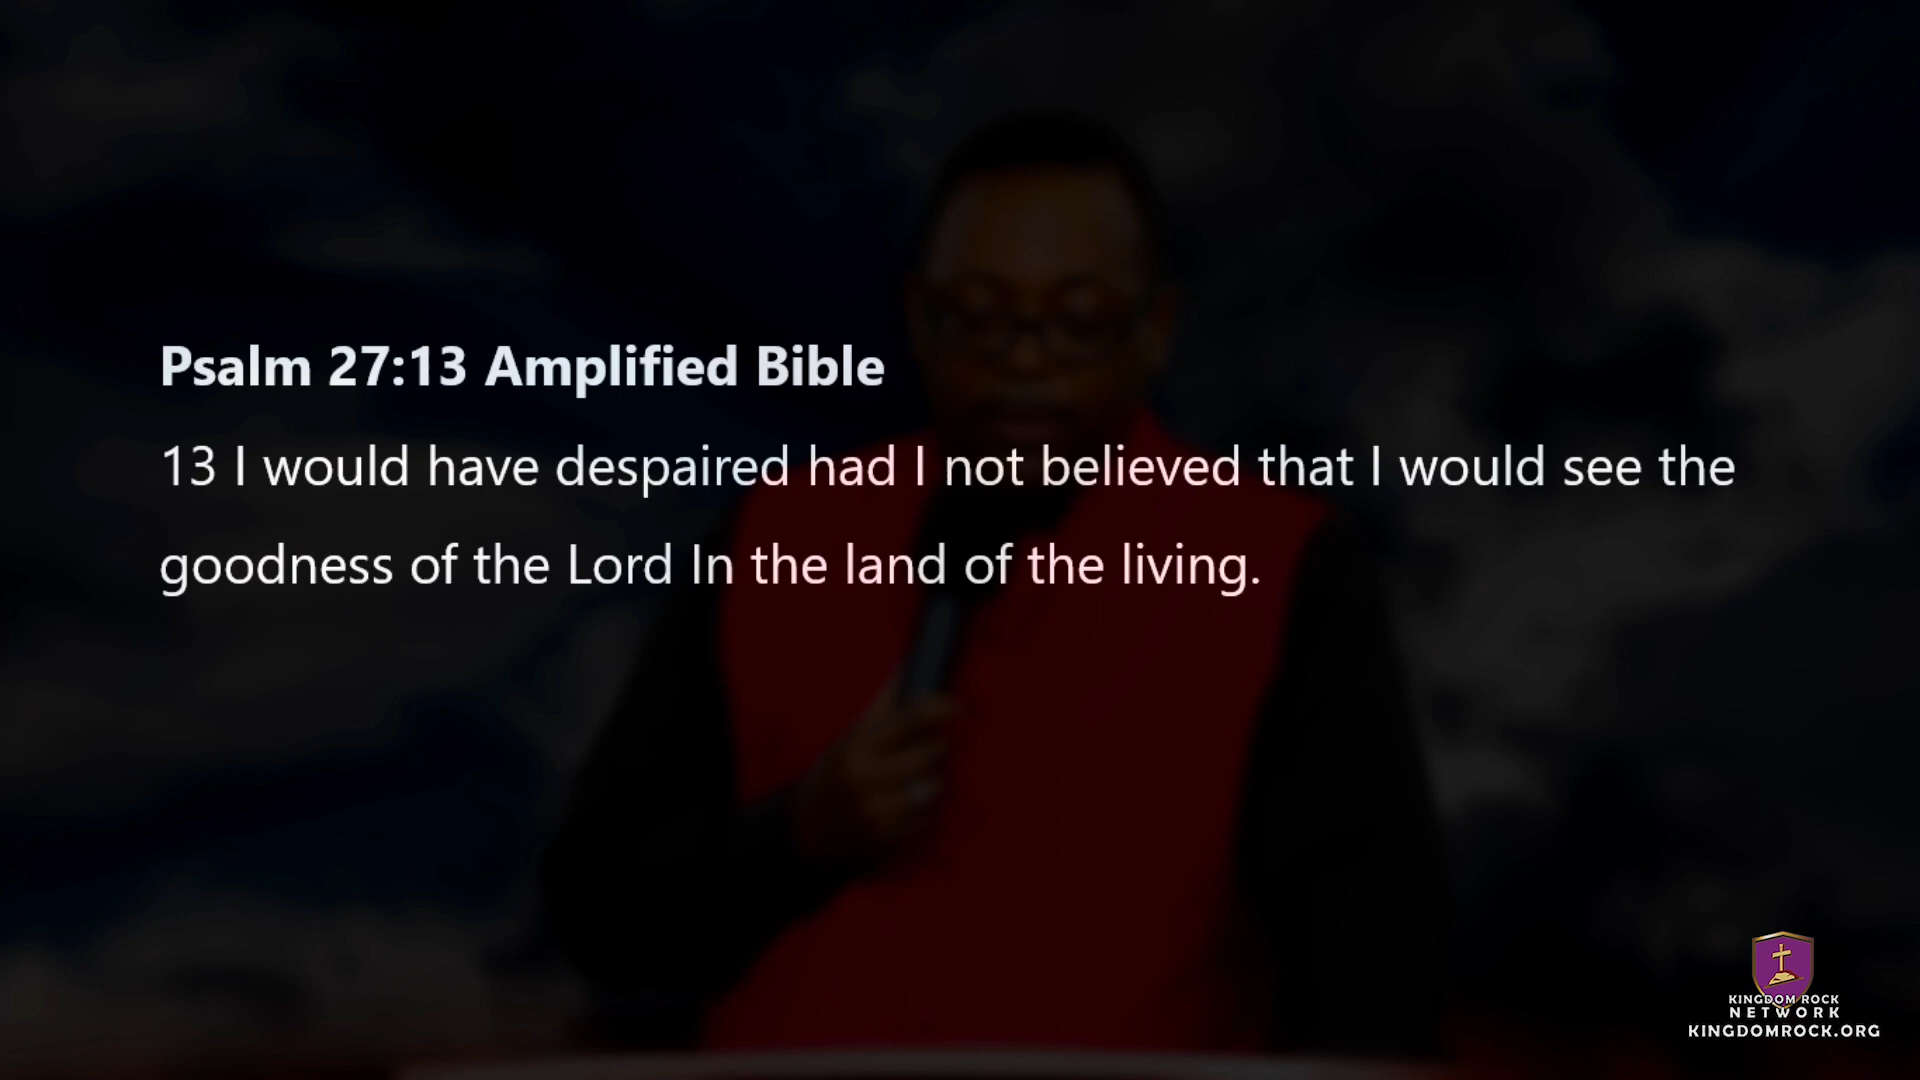 Psalm 27:13 Amplified Bible
13 I would have despaired had I not believed that I would see the
goodness of the Lord In the land of the living.
KINGDOM ROCK
NETWORK
KINGDOMROCK.ORG